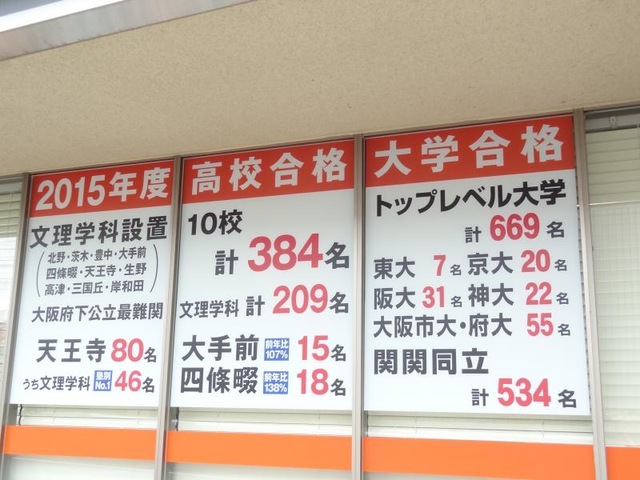 2015年度
文理学科設置
北野・茨木・豊中・大手前
四條畷・天王寺・生野
高津・三国丘・岸和田
大阪府下公立最難関
天王寺80名
うち文理学科 塾別No.1 46名
高校合格
10校
計384名
文理学科 計209名
大手前 前年比107% 15名
四條畷 前年比138% 18名
大学合格
トップレベル大学
計669名
東大 7名 京大20名
阪大31名 神大22名
大阪市大・府大 55名
関関同立
計534名